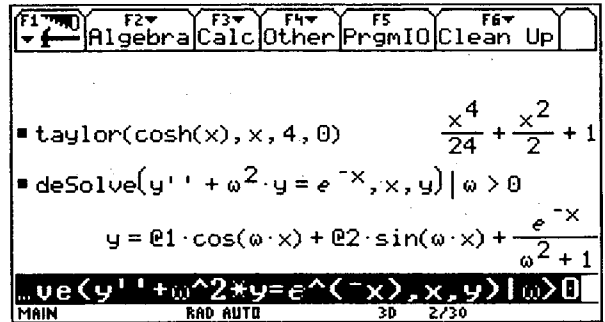 F1 F2 F3 F4 F5 F6
Algebra Calc Other PrgmIO Clean Up
▪ taylor(cosh(x), x, 4, 0) x^4/24 + x^2/2 + 1
▪ deSolve(y'' + ω^2·y = e^-x, x, y) | ω > 0
y = @1·cos(ω·x) + @2·sin(ω·x) + e^-x/(ω^2 + 1)
…ve(y''+ω^2*y=e^(-x),x,y)|ω>0
MAIN RAD AUTO 3D 2/30